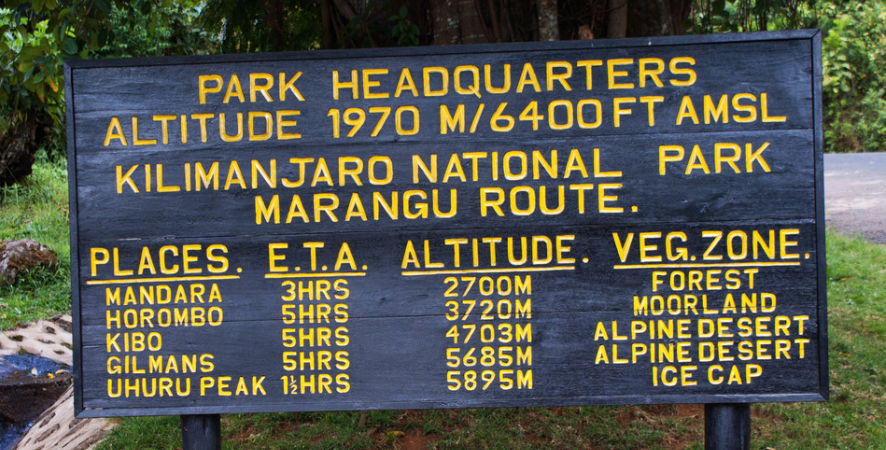 PARK HEADQUARTERS
ALTITUDE 1970 M/6400 FT AMSL
KILIMANJARO NATIONAL PARK
MARANGU ROUTE.
PLACES. E.T.A. ALTITUDE. VEG.ZONE.
MANDARA 3HRS 2700M FOREST
HOROMBO 5HRS 3720M MOORLAND
KIBO 5HRS 4703M ALPINE DESERT
GILMANS 5HRS 5685M ALPINE DESERT
UHURU PEAK 1½HRS 5895M ICE CAP